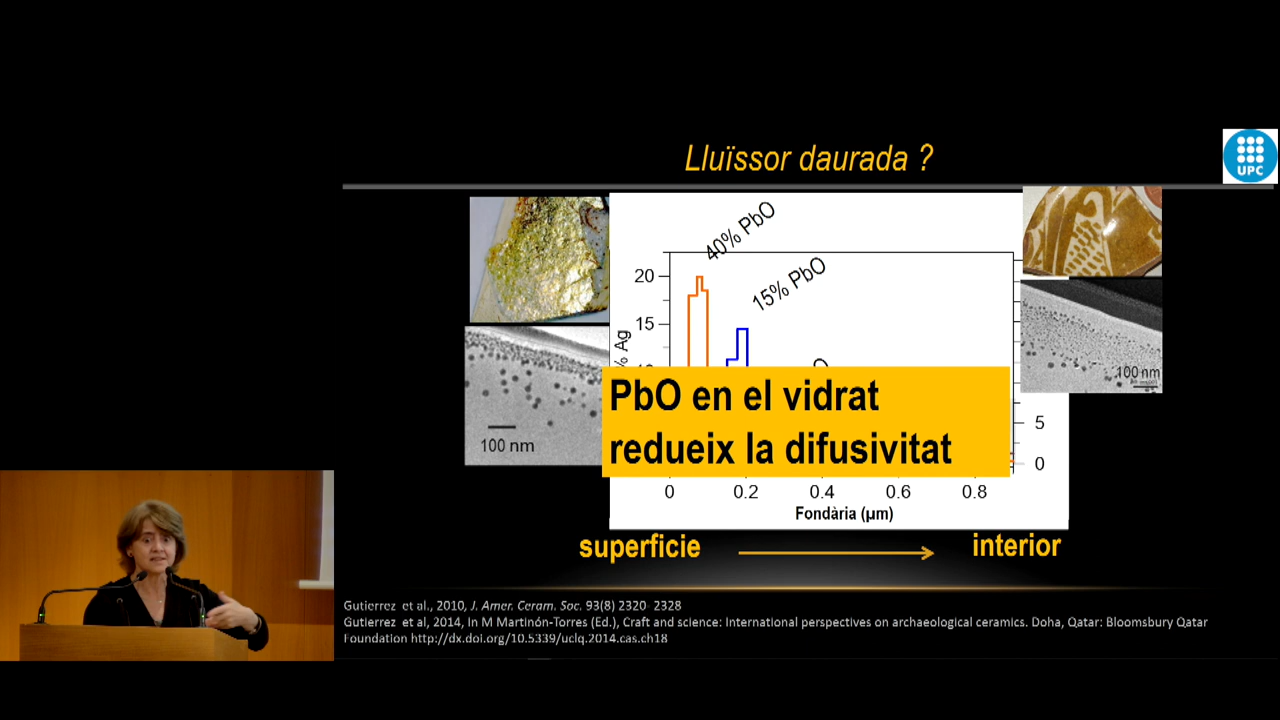 Lluïssor daurada ?
UPC
40% PbO
15% PbO
20
15
% Ag
PbO en el vidrat
redueix la difusivitat
100 nm
100 nm
5
0
0 0.2 0.4 0.6 0.8
Fondària (µm)
superficie
interior
Gutierrez et al., 2010, J. Amer. Ceram. Soc. 93(8) 2320- 2328
Gutierrez et al, 2014, In M Martinón-Torres (Ed.), Craft and science: International perspectives on archaeological ceramics. Doha, Qatar: Bloomsbury Qatar
Foundation http://dx.doi.org/10.5339/uclq.2014.cas.ch18